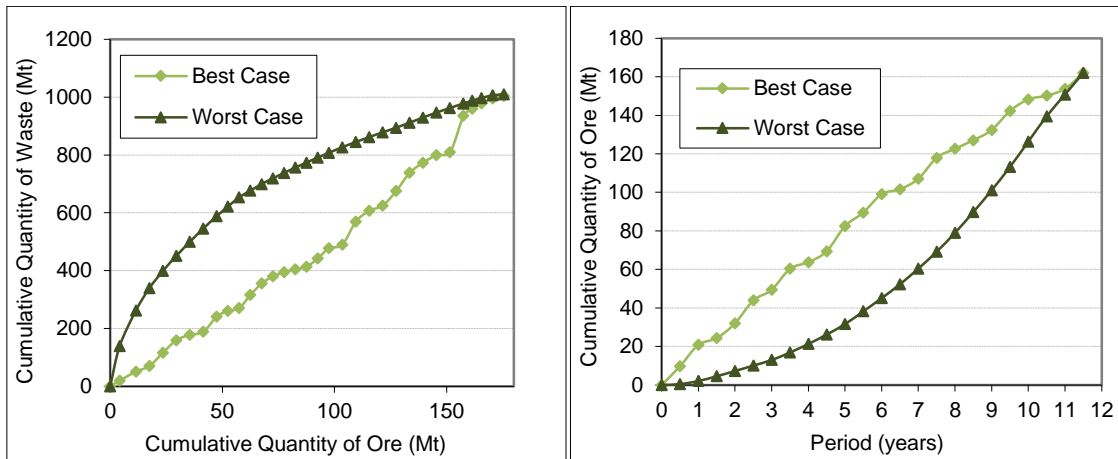 Cumulative Quantity of Waste (Mt)
1200
1000
800
600
400
200
0
Best Case
Worst Case
0 50 100 150
Cumulative Quantity of Ore (Mt)
Cumulative Quantity of Ore (Mt)
180
160
140
120
100
80
60
40
20
0
Best Case
Worst Case
0 1 2 3 4 5 6 7 8 9 10 11 12
Period (years)